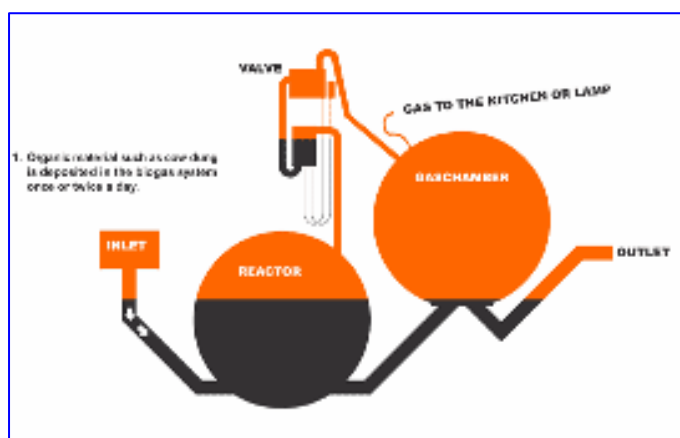 VALVE
GAS TO THE KITCHEN OR LAMP
1. Organic material such as cow dung
is deposited in the biogas system
once or twice a day.
GASCHAMBER
INLET
REACTOR
OUTLET